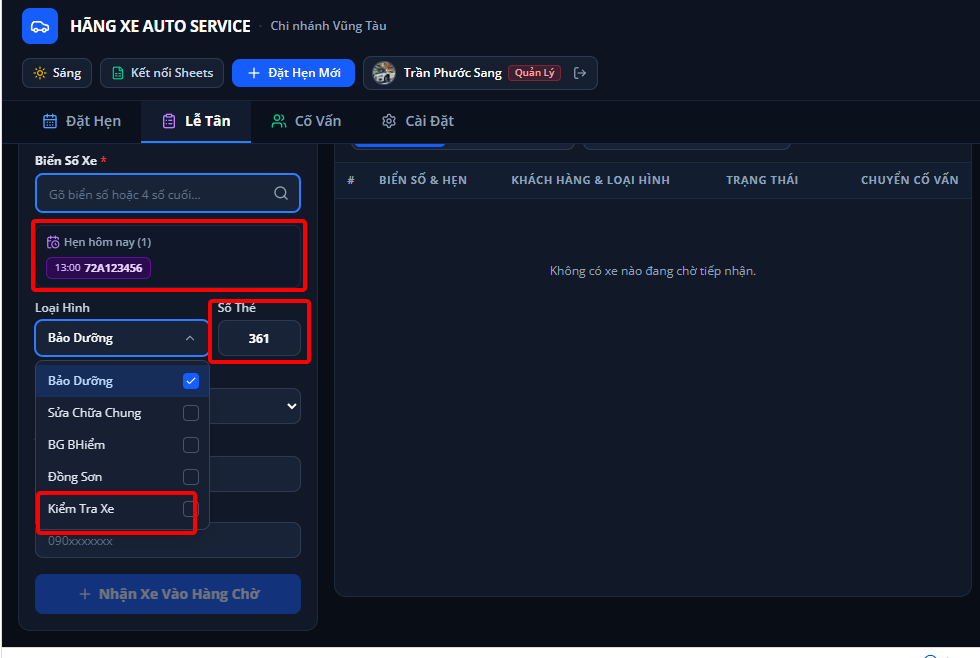 HÃNG XE AUTO SERVICE · Chi nhánh Vũng Tàu
Sáng Kết nối Sheets + Đặt Hẹn Mới Trần Phước Sang Quản Lý
Đặt Hẹn Lễ Tân Cố Vấn Cài Đặt
Biển Số Xe *
Gõ biển số hoặc 4 số cuối...
Hẹn hôm nay (1)
13:00 72A123456
Loại Hình Số Thẻ
Bảo Dưỡng 361
Bảo Dưỡng
Sửa Chữa Chung
BG BHiểm
Đồng Sơn
Kiểm Tra Xe
090xxxxxxx
+ Nhận Xe Vào Hàng Chờ
# BIỂN SỐ & HẸN KHÁCH HÀNG & LOẠI HÌNH TRẠNG THÁI CHUYỂN CỐ VẤN
Không có xe nào đang chờ tiếp nhận.